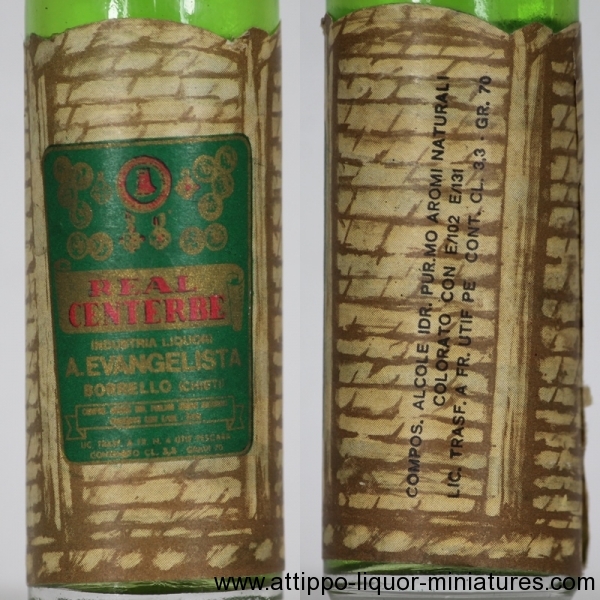 REAL
CENTERBE
INDUSTRIA LIQUORI
A. EVANGELISTA
BORRELLO (CHIETI)
COMPOS. ALCOLE IDR. PUR.MO AROMI NATURALI
COLORATO CON E/102 E/131
LIC. TRASF. A FR. UTIF PE CONT. CL. 3,3 · GR. 70
www.attippo-liquor-miniatures.com